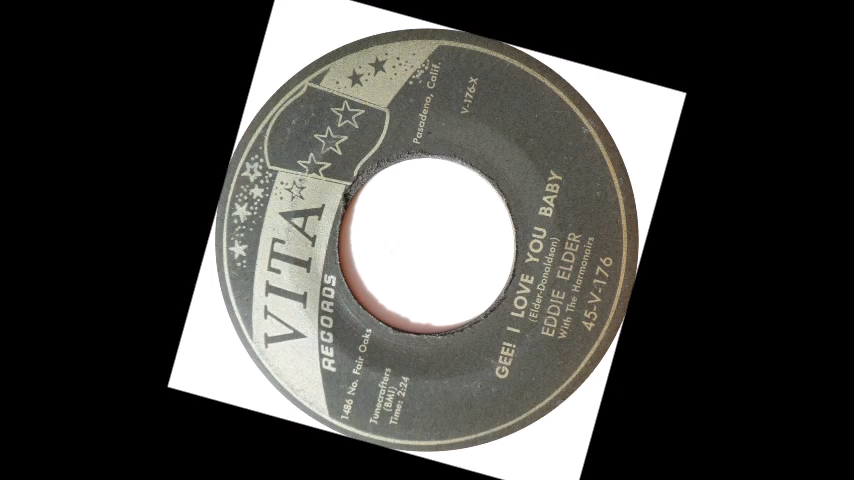 VITA
RECORDS
1486 No. Fair Oaks
Pasadeno, Calif.
Tunecrafters
(BMI)
Time: 2:24
V-176-X
GEE! I LOVE YOU BABY
(Elder-Donaldson)
EDDIE ELDER
With The Harmonairs
45-V-176